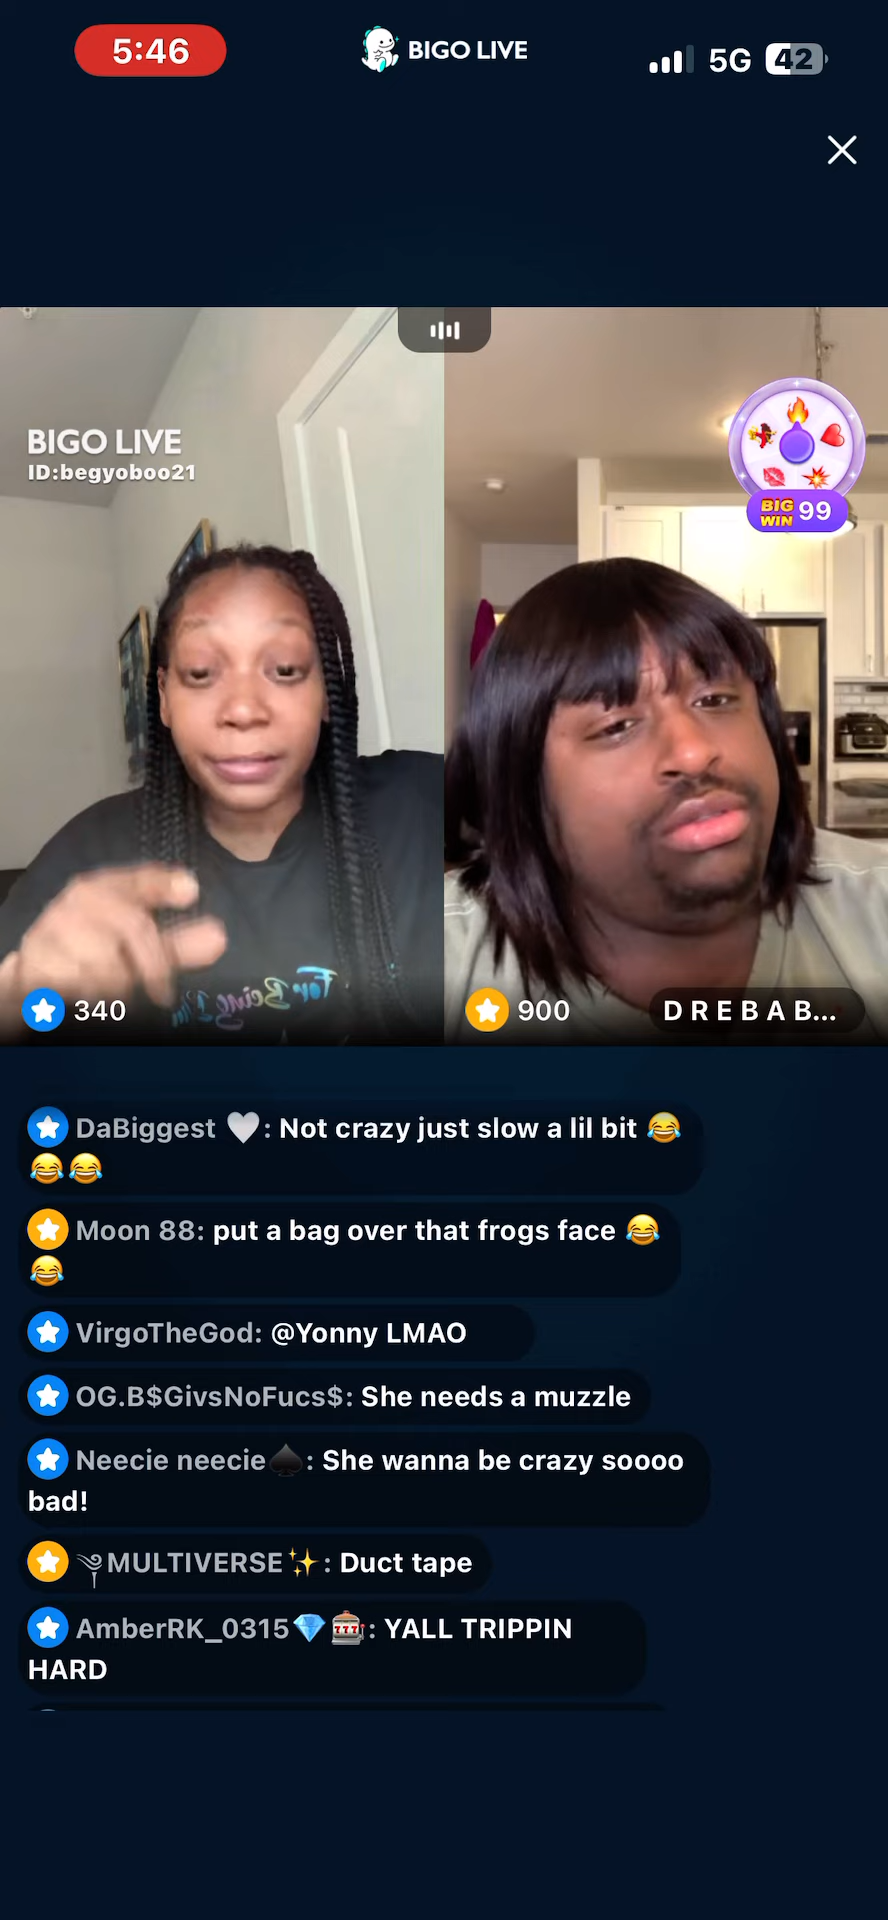 5:46
BIGO LIVE
5G
42
BIGO LIVE
ID:begyoboo21
BIG
WIN 99
For Being
340
900
D R E B A B...
DaBiggest 🤍: Not crazy just slow a lil bit 😂
😂😂
Moon 88: put a bag over that frogs face 😂
😂
VirgoTheGod: @Yonny LMAO
OG.B$GivsNoFucs$: She needs a muzzle
Neecie neecie♠️: She wanna be crazy soooo
bad!
༆MULTIVERSE✨: Duct tape
AmberRK_0315💎🎰: YALL TRIPPIN
HARD